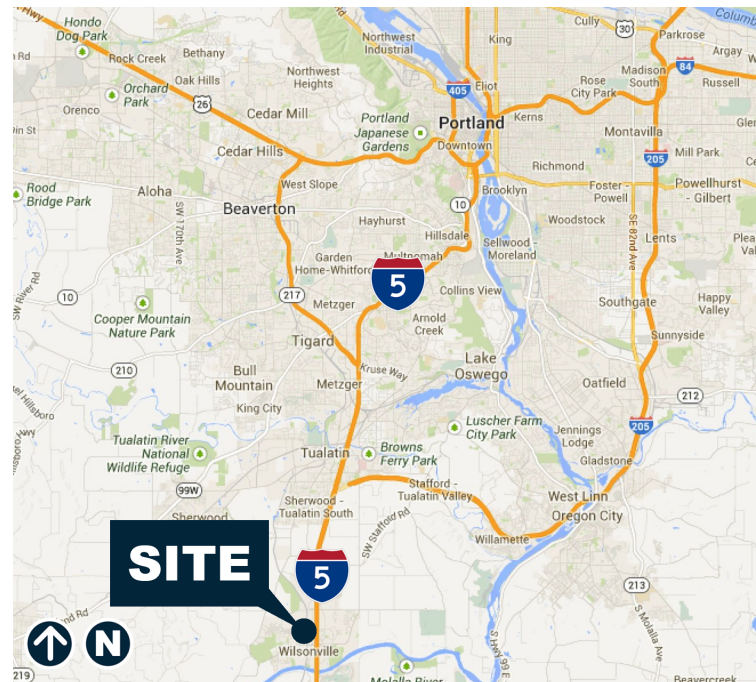 Hondo
Dog Park
Rock Creek
Bethany
Northwest
Industrial
King
Cully
30
Parkrose
Columb
Argay
Oak Hills
Northwest
Heights
405
Eliot
Madison
South
84
Russell
Orchard
Park
Orenco
26
Rose
City Park
Cedar Mill
Portland
Japanese
Gardens
Portland
Kerns
Downtown
Montavilla
Cedar Hills
205
Mill Park
Richmond
West Slope
Brooklyn
Foster -
Powell
Powellhurst
- Gilbert
Rood
Bridge Park
Aloha
SW 170th Ave
Beaverton
10
Woodstock
SE 82nd Ave
Hayhurst
Hillsdale
Lents
Garden
Home-Whitford
Multnomah
Sellwood -
Moreland
SW River Rd
10
217
5
Collins View
Metzger
Southgate
Happy
Valley
Cooper Mountain
Nature Park
Arnold
Creek
Tigard
Sunnyside
210
Bull
Mountain
Kruse Way
Lake
Oswego
Metzger
Oatfield
212
King City
Luscher Farm
City Park
205
Jennings
Lodge
Tualatin River
National
Wildlife Refuge
Tualatin
Browns
Ferry Park
Gladstone
99W
Stafford -
Tualatin Valley
West Linn
Oregon City
Sherwood -
Tualatin South
Sherwood
SW Stafford Rd
Willamette
SITE
5
213
S Molalla Ave
N
Wilsonville
S Hwy 99 E
Molalla River
219
Beavercreek